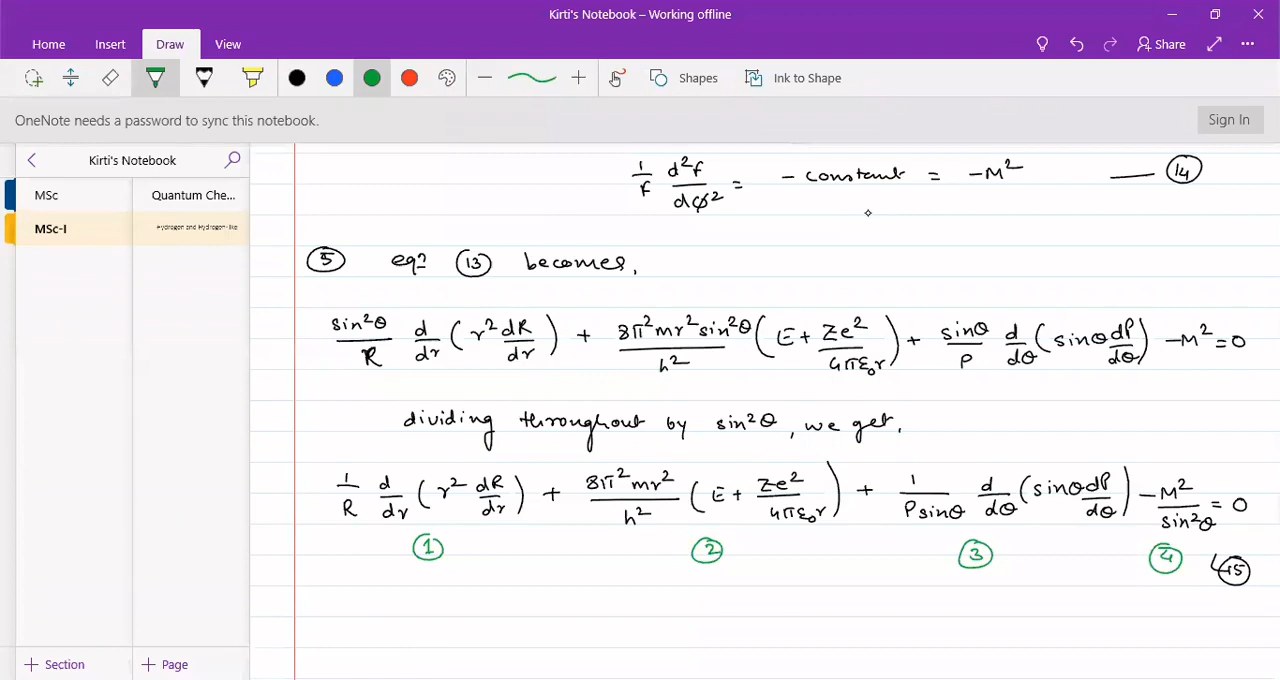 Kirti's Notebook – Working offline
Home Insert Draw View Share
Shapes Ink to Shape
OneNote needs a password to sync this notebook. Sign In
Kirti's Notebook
MSc Quantum Che...
MSc-I Hydrogen and Hydrogen-like
1/f d²f/dφ² = - constant = -M² —— (14)
(5) eqⁿ (13) becomes,
sin²θ/R d/dr (r² dR/dr) + 8π²mr²sin²θ/h² (E + Ze²/4πε₀r) + sinθ/P d/dθ (sinθ dP/dθ) - M² = 0
dividing throughout by sin²θ, we get,
1/R d/dr (r² dR/dr) + 8π²mr²/h² (E + Ze²/4πε₀r) + 1/P sinθ d/dθ (sinθ dP/dθ) - M²/sin²θ = 0
(1) (2) (3) (4) ↳(15)
+ Section + Page